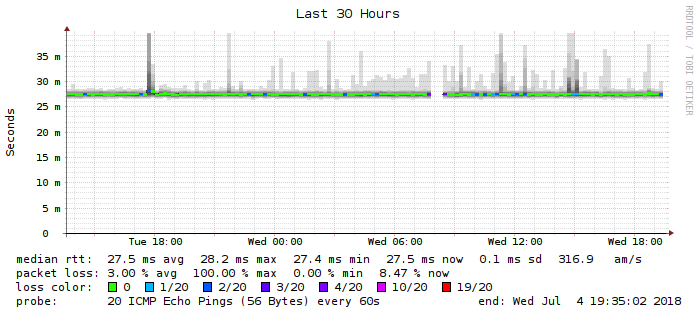 Last 30 Hours
RRDTOOL / TOBI OETIKER
Seconds
35 m
30 m
25 m
20 m
15 m
10 m
5 m
0
Tue 18:00 Wed 00:00 Wed 06:00 Wed 12:00 Wed 18:00
median rtt: 27.5 ms avg 28.2 ms max 27.4 ms min 27.5 ms now 0.1 ms sd 316.9 am/s
packet loss: 3.00 % avg 100.00 % max 0.00 % min 8.47 % now
loss color: 0 1/20 2/20 3/20 4/20 10/20 19/20
probe: 20 ICMP Echo Pings (56 Bytes) every 60s end: Wed Jul 4 19:35:02 2018